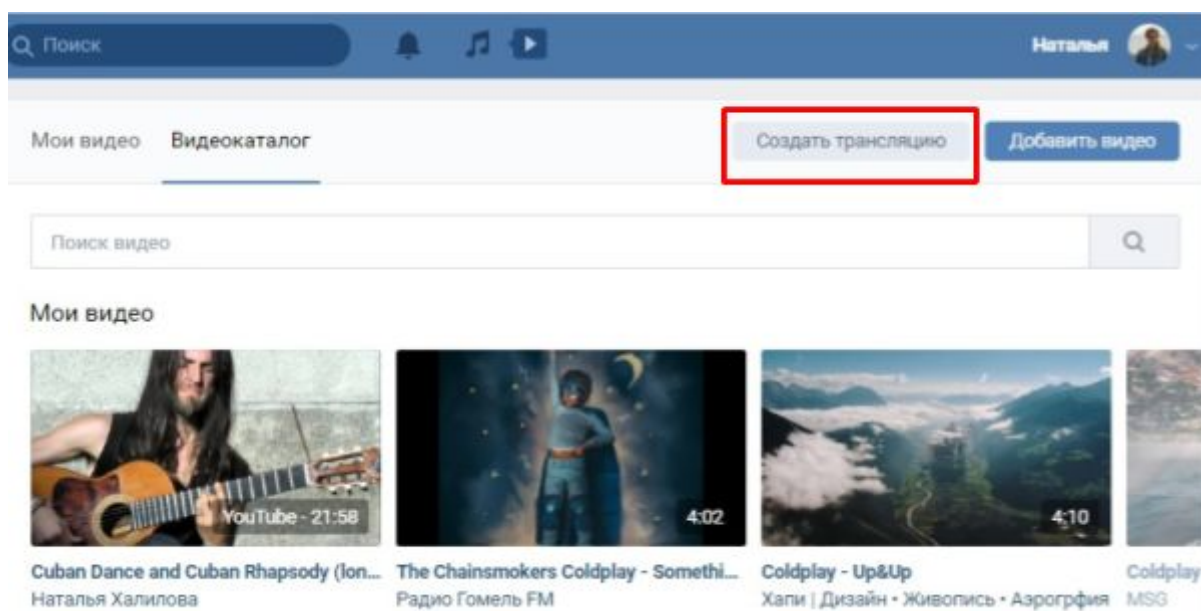 Поиск
Наталья
Мои видео Видеокаталог Создать трансляцию Добавить видео
Поиск видео
Мои видео
YouTube - 21:58
4:02
4:10
Cuban Dance and Cuban Rhapsody (lon... The Chainsmokers Coldplay - Somethi... Coldplay - Up&Up Coldplay
Наталья Халилова Радио Гомель FM Хапи | Дизайн • Живопись • Аэрогрфия MSG